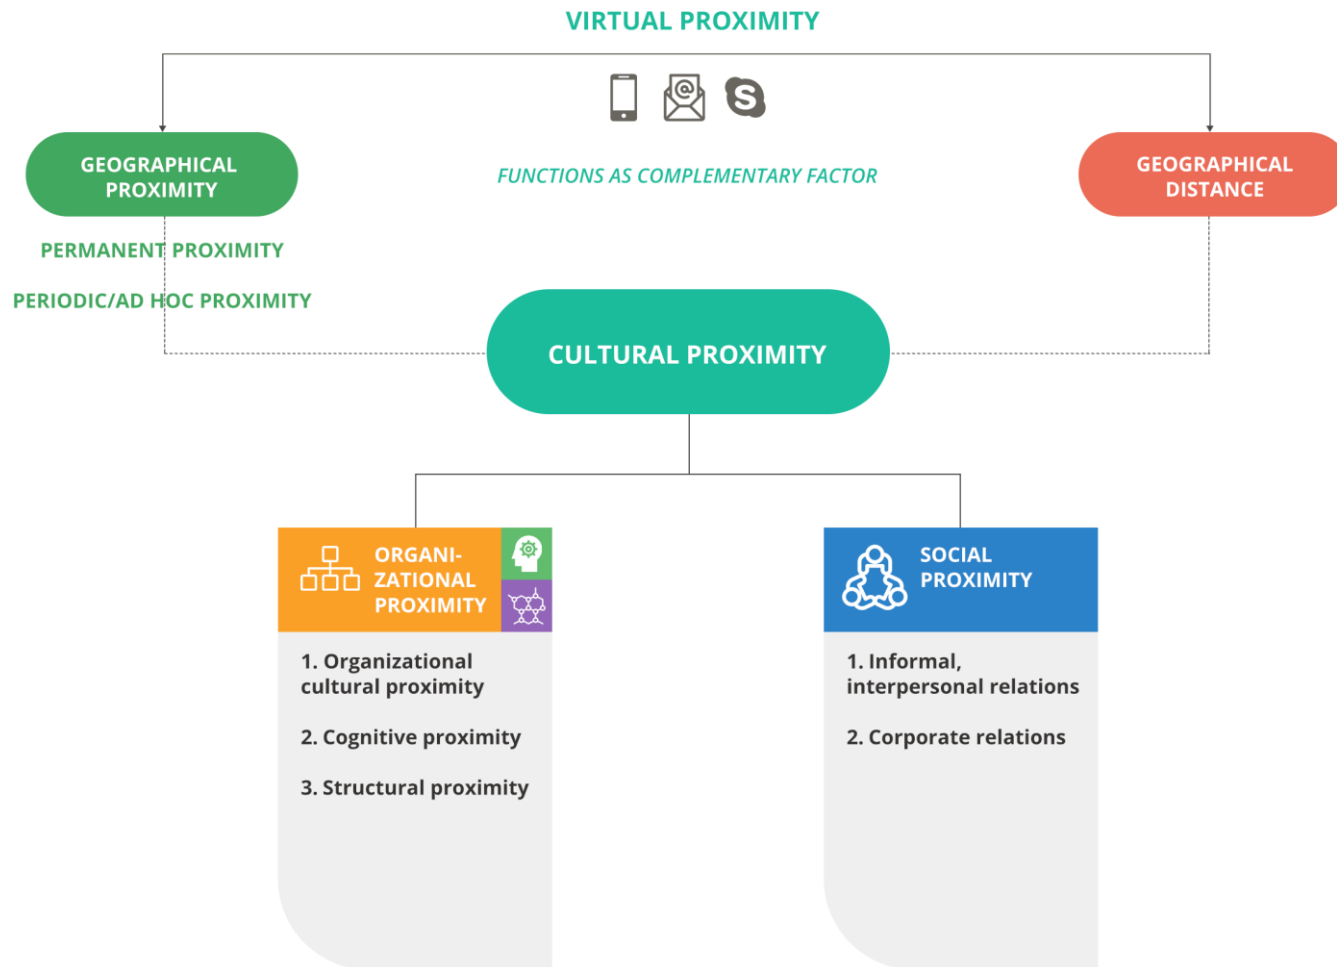 VIRTUAL PROXIMITY
GEOGRAPHICAL
PROXIMITY
FUNCTIONS AS COMPLEMENTARY FACTOR
GEOGRAPHICAL
DISTANCE
PERMANENT PROXIMITY
PERIODIC/AD HOC PROXIMITY
CULTURAL PROXIMITY
ORGANI-
ZATIONAL
PROXIMITY
1. Organizational
cultural proximity
2. Cognitive proximity
3. Structural proximity
SOCIAL
PROXIMITY
1. Informal,
interpersonal relations
2. Corporate relations